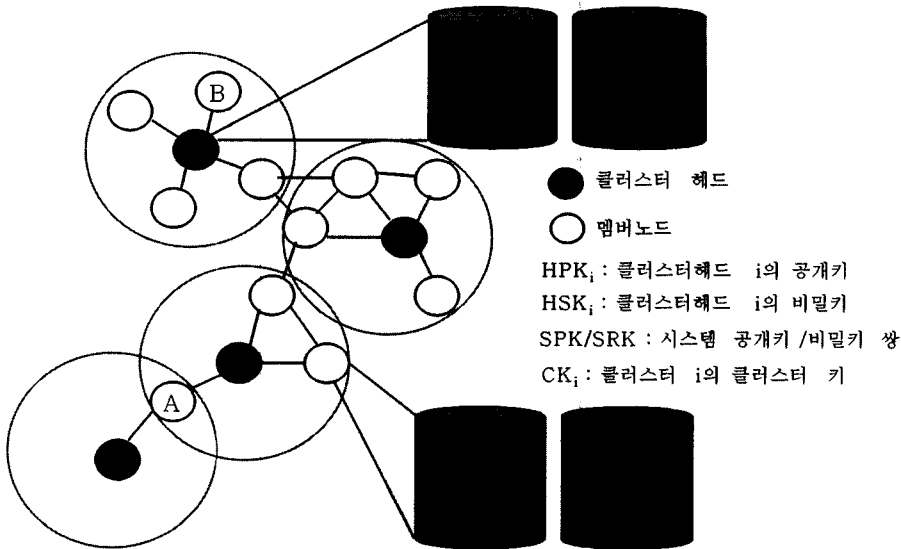 B
클러스터 헤드
멤버노드
HPKi : 클러스터헤드 i의 공개키
HSKi : 클러스터헤드 i의 비밀키
SPK/SRK : 시스템 공개키 /비밀키 쌍
CKi : 클러스터 i의 클러스터 키
A